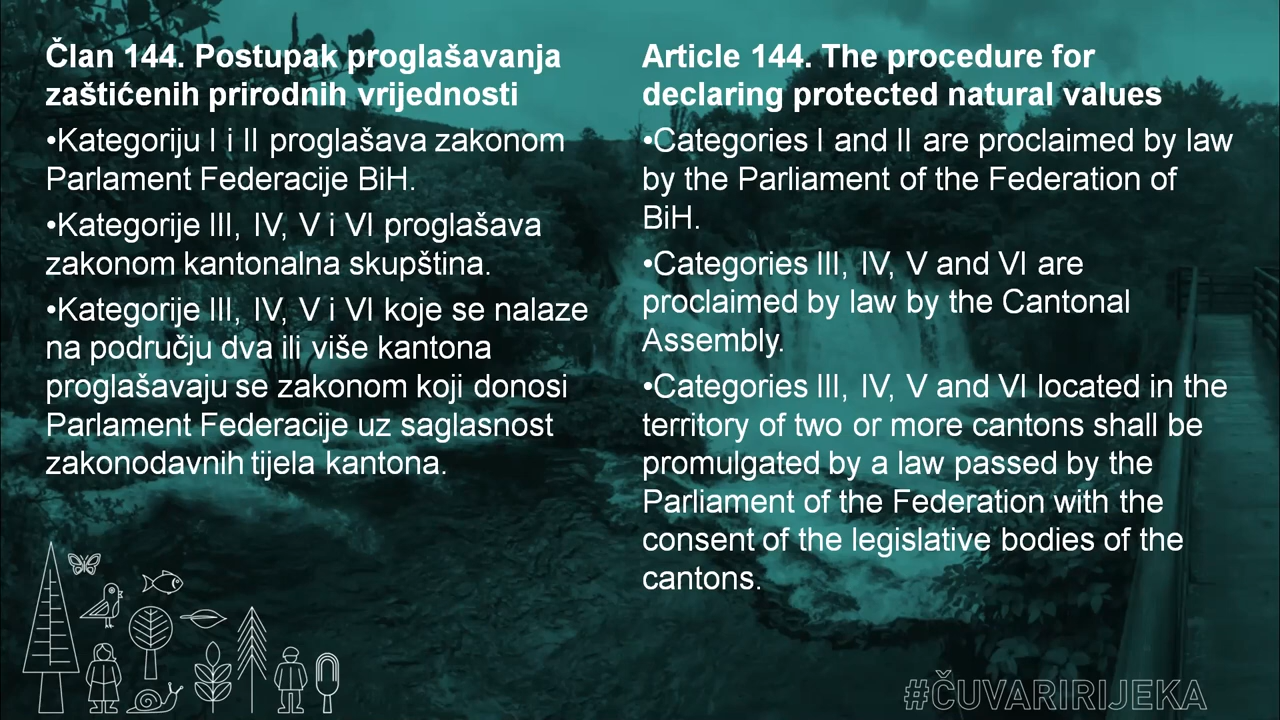 Član 144. Postupak proglašavanja
zaštićenih prirodnih vrijednosti
•Kategoriju I i II proglašava zakonom
Parlament Federacije BiH.
•Kategorije III, IV, V i VI proglašava
zakonom kantonalna skupština.
•Kategorije III, IV, V i VI koje se nalaze
na području dva ili više kantona
proglašavaju se zakonom koji donosi
Parlament Federacije uz saglasnost
zakonodavnih tijela kantona.
Article 144. The procedure for
declaring protected natural values
•Categories I and II are proclaimed by law
by the Parliament of the Federation of
BiH.
•Categories III, IV, V and VI are
proclaimed by law by the Cantonal
Assembly.
•Categories III, IV, V and VI located in the
territory of two or more cantons shall be
promulgated by a law passed by the
Parliament of the Federation with the
consent of the legislative bodies of the
cantons.
#ČUVARIRIJEKA